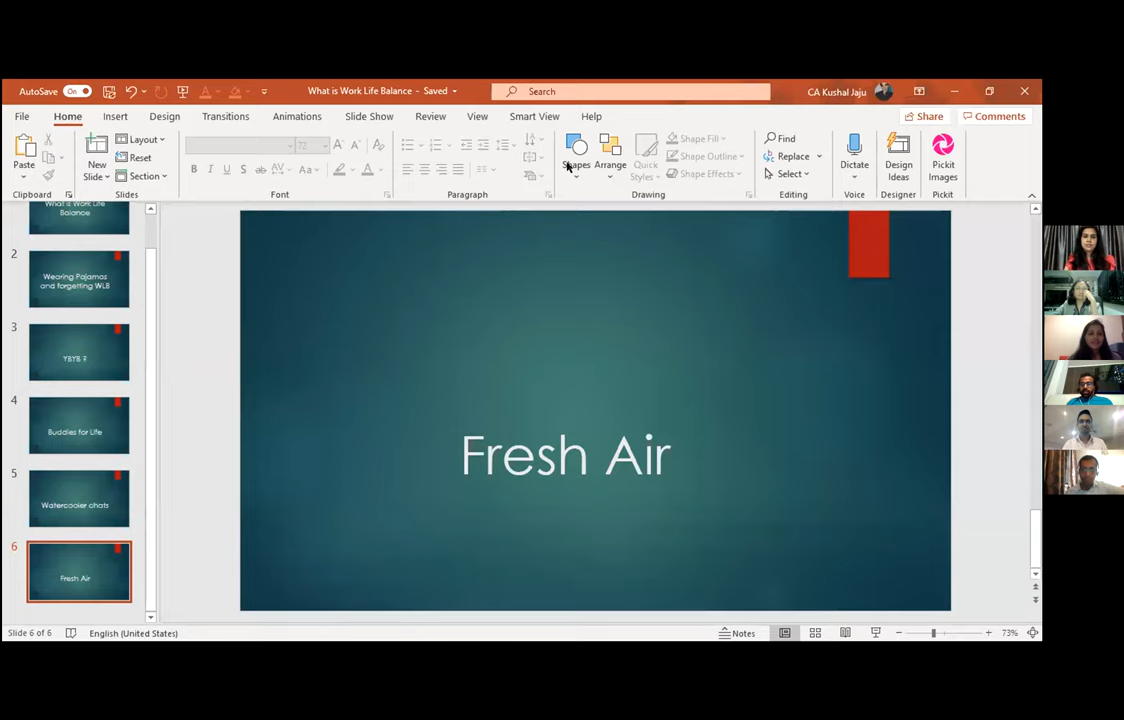 AutoSave On What is Work Life Balance - Saved Search CA Kushal Jaju
File Home Insert Design Transitions Animations Slide Show Review View Smart View Help Share Comments
Paste
Clipboard
New
Slide
Layout
Reset
Section
Slides
72
Font
Paragraph
Shapes
Arrange
Quick
Styles
Shape Fill
Shape Outline
Shape Effects
Drawing
Find
Replace
Select
Editing
Dictate
Voice
Design
Ideas
Designer
Pickit
Images
Pickit
What is Work Life
Balance
2
Wearing Pajamas
and forgetting WLB
3
YBYB ?
4
Buddies for Life
5
Watercooler chats
6
Fresh Air
Fresh Air
Slide 6 of 6 English (United States) Notes 73%